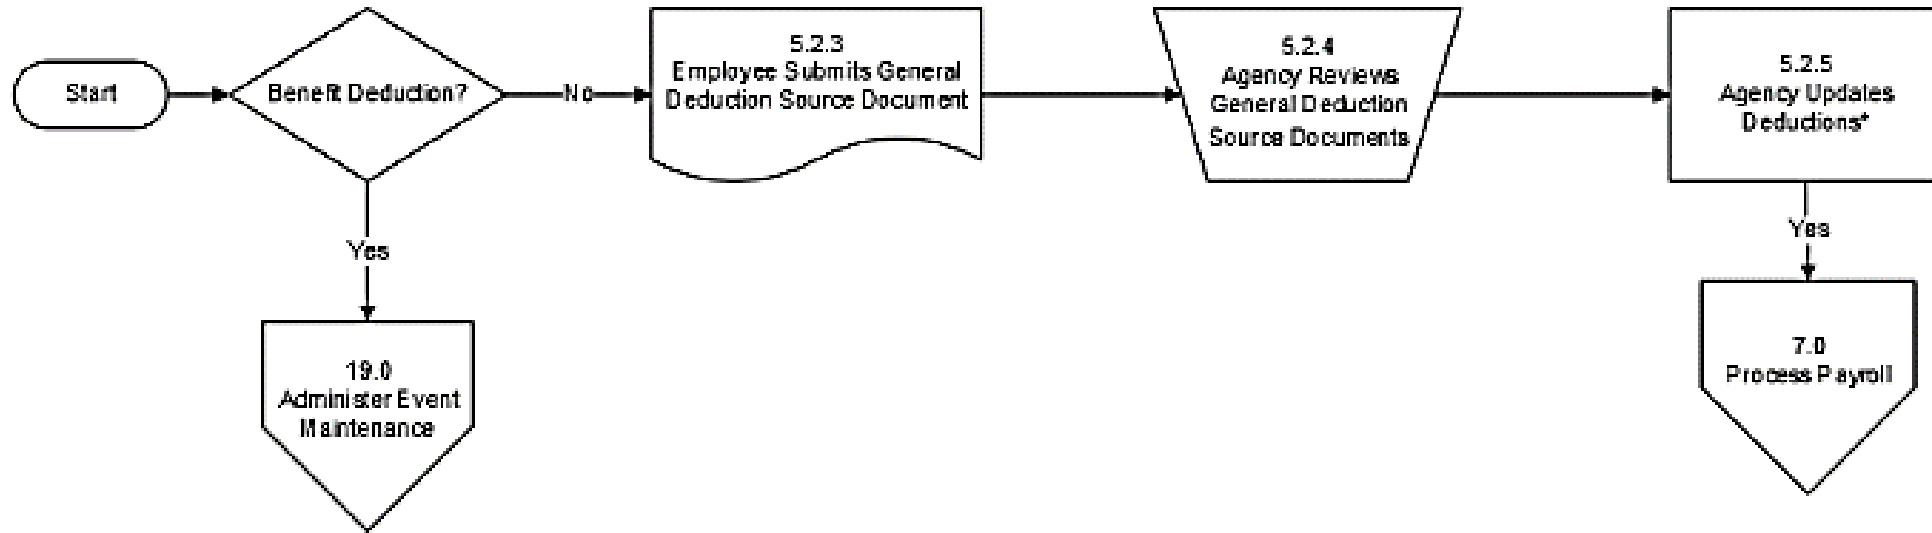 Start
Benefit Deduction?
No
5.2.3
Employee Submits General
Deduction Source Document
5.2.4
Agency Reviews
General Deduction
Source Documents
5.2.5
Agency Updates
Deductions*
Yes
19.0
Administer Event
Maintenance
Yes
7.0
Process Payroll